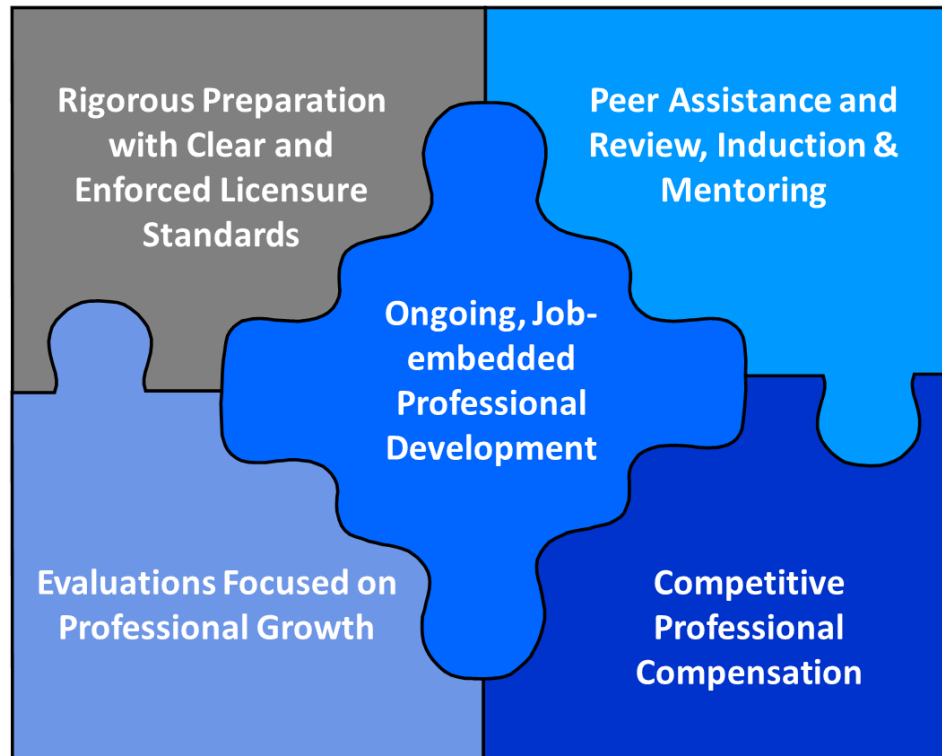 Rigorous Preparation
with Clear and
Enforced Licensure
Standards
Peer Assistance and
Review, Induction &
Mentoring
Ongoing, Job-
embedded
Professional
Development
Evaluations Focused on
Professional Growth
Competitive
Professional
Compensation